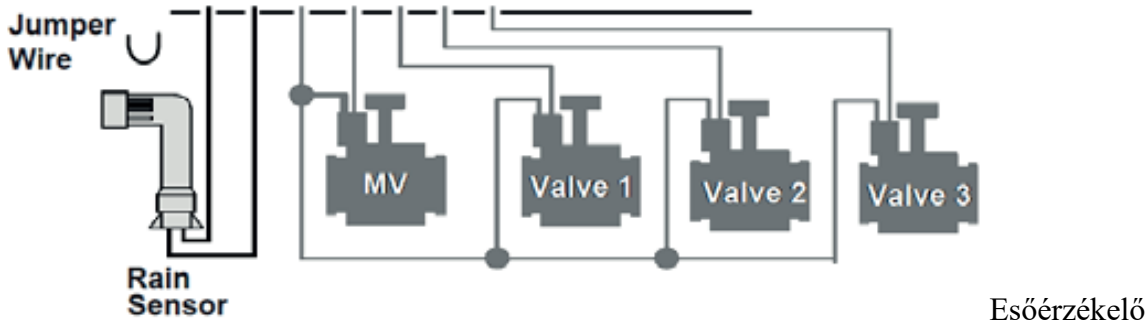 Jumper
Wire
MV
Valve 1
Valve 2
Valve 3
Rain
Sensor
Esőérzékelő